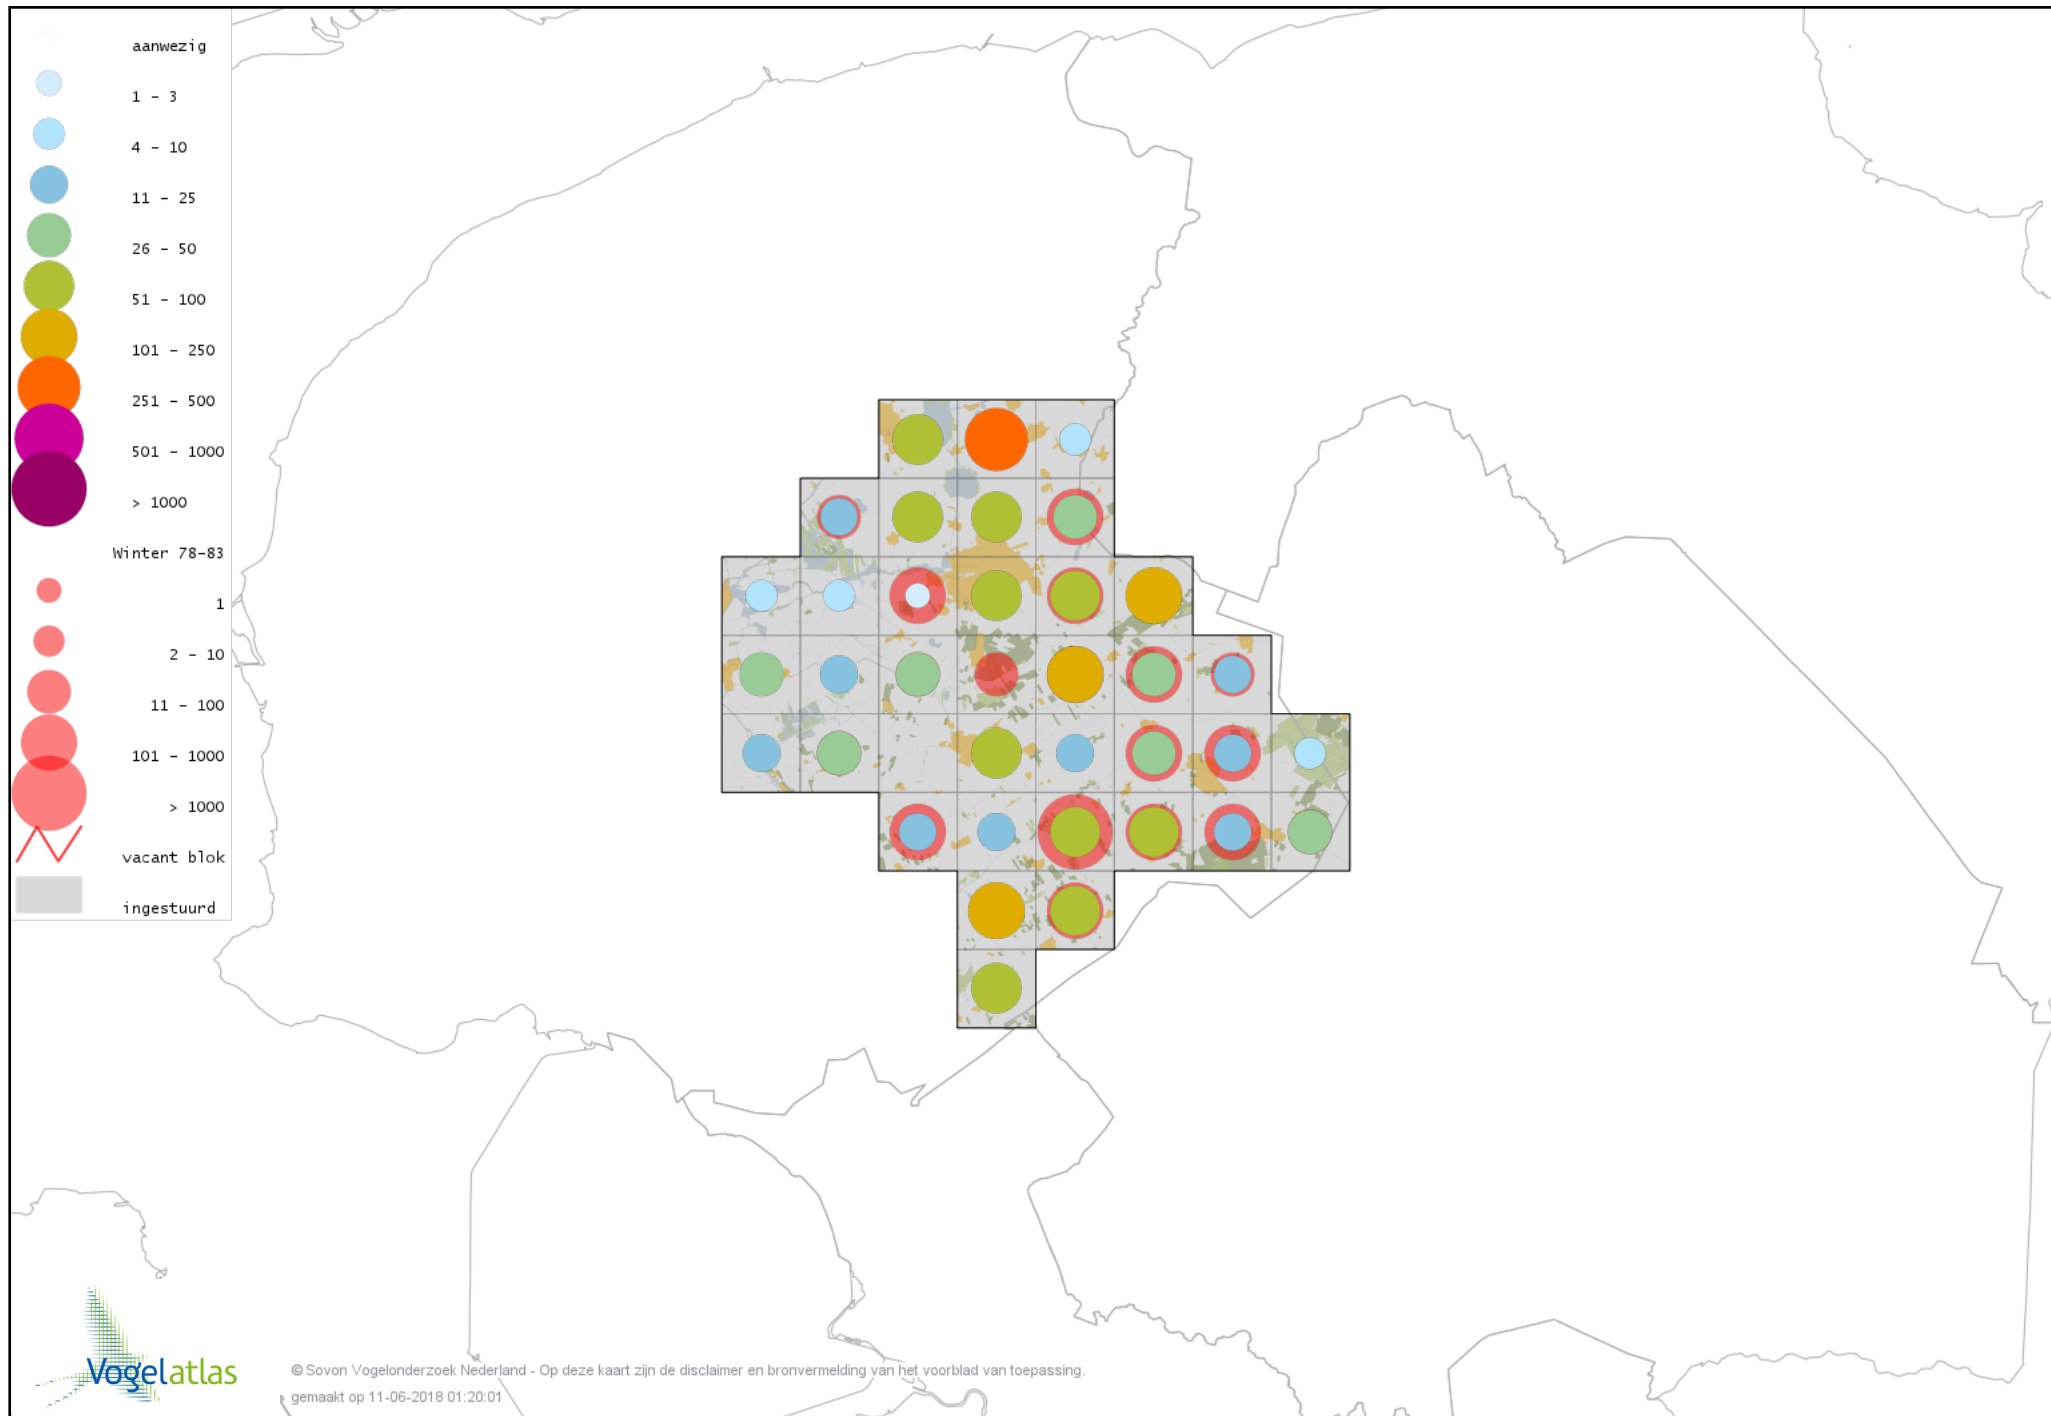 aanwezig
1 - 3
4 - 10
11 - 25
26 - 50
51 - 100
101 - 250
251 - 500
501 - 1000
> 1000
Winter 78-83
1
2 - 10
11 - 100
101 - 1000
> 1000
vacant blok
ingestuurd
Vogelatlas
© Sovon Vogelonderzoek Nederland - Op deze kaart zijn de disclaimer en bronvermelding van het voorblad van toepassing.
gemaakt op 11-06-2018 01:20:01